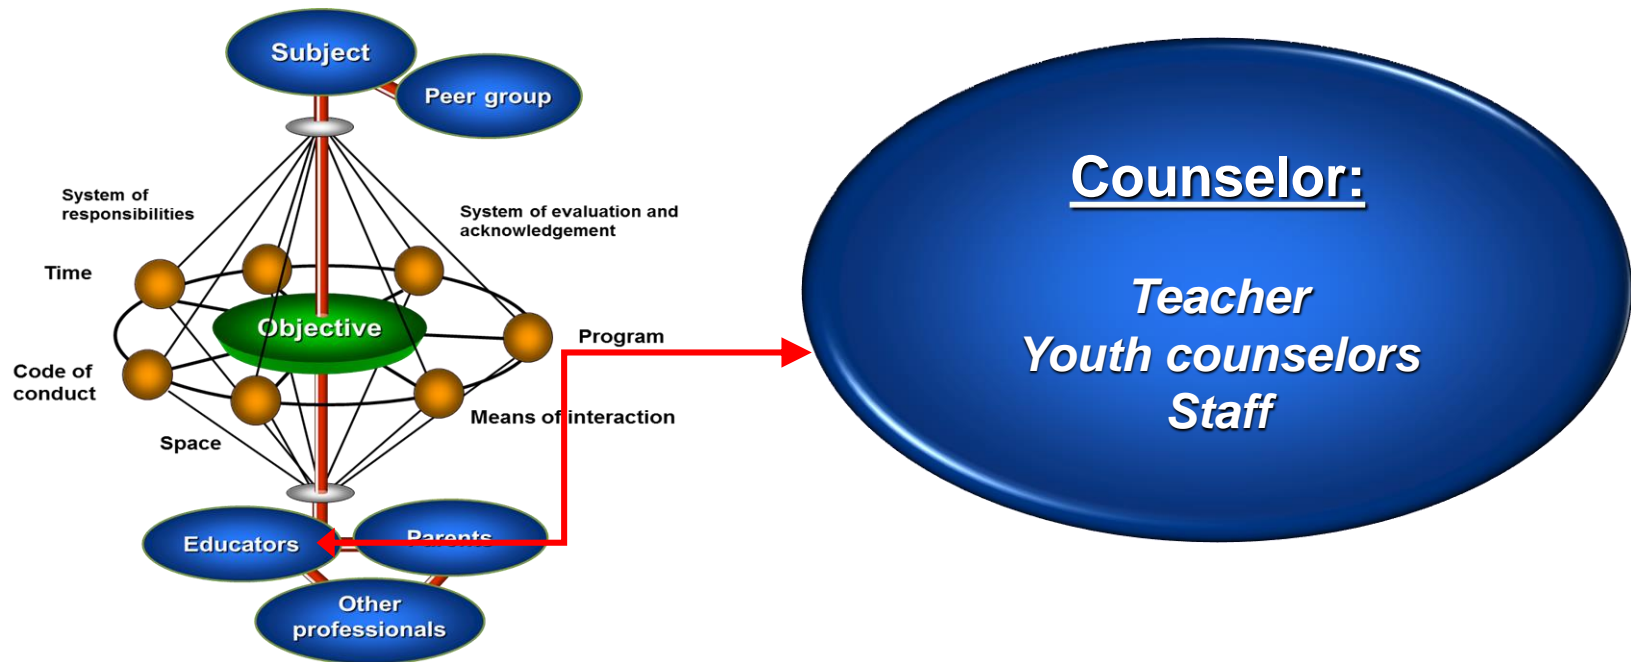 Subject
Peer group
System of
responsibilities
System of evaluation and
acknowledgement
Time
Objective
Program
Code of
conduct
Means of interaction
Space
Educators
Parents
Other
professionals
Counselor:
Teacher
Youth counselors
Staff